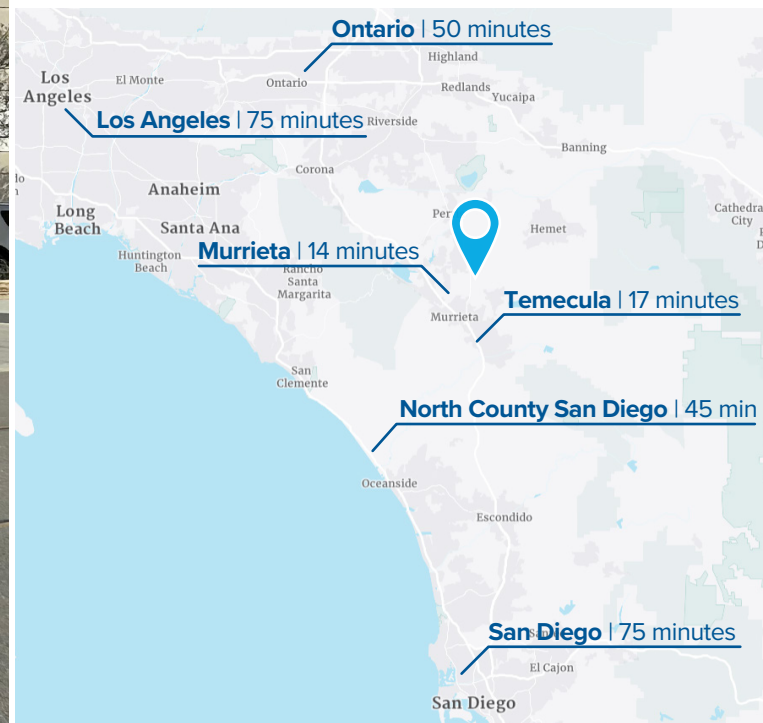 Ontario | 50 minutes
Highland
Los
Angeles
El Monte
Ontario
Redlands
Yucaipa
Los Angeles | 75 minutes
Riverside
Banning
Corona
Anaheim
Long
Beach
Santa Ana
Per
Hemet
Cathedra
City
Huntington
Beach
Murrieta | 14 minutes
Rancho
Santa
Margarita
Temecula | 17 minutes
Murrieta
San
Clemente
North County San Diego | 45 min
Oceanside
Escondido
San Diego | 75 minutes
El Cajon
San Diego